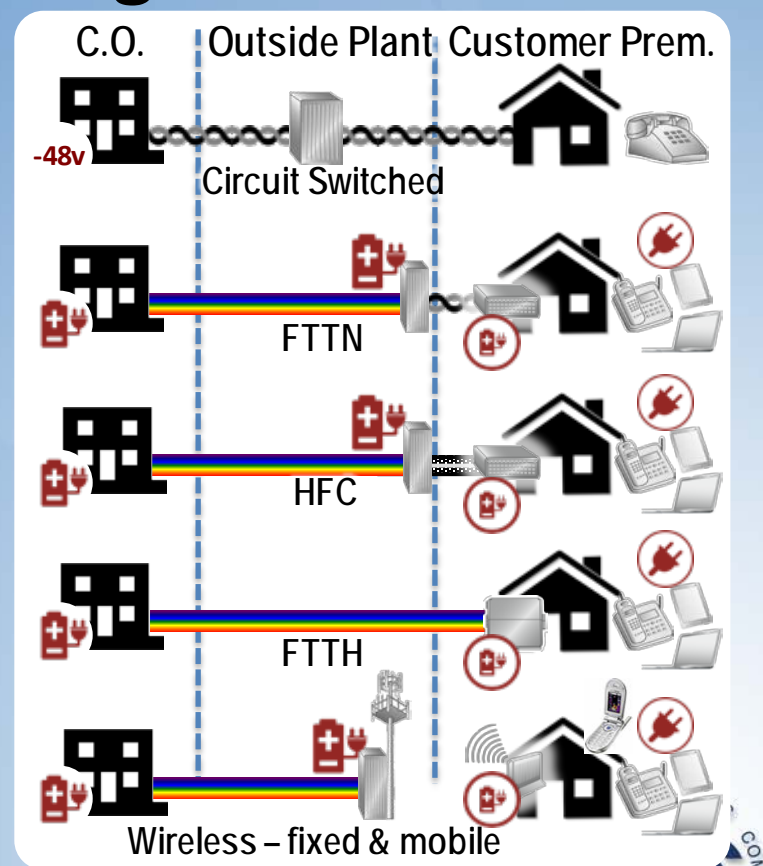 C.O. Outside Plant Customer Prem.
-48v
Circuit Switched
FTTN
HFC
FTTH
Wireless – fixed & mobile